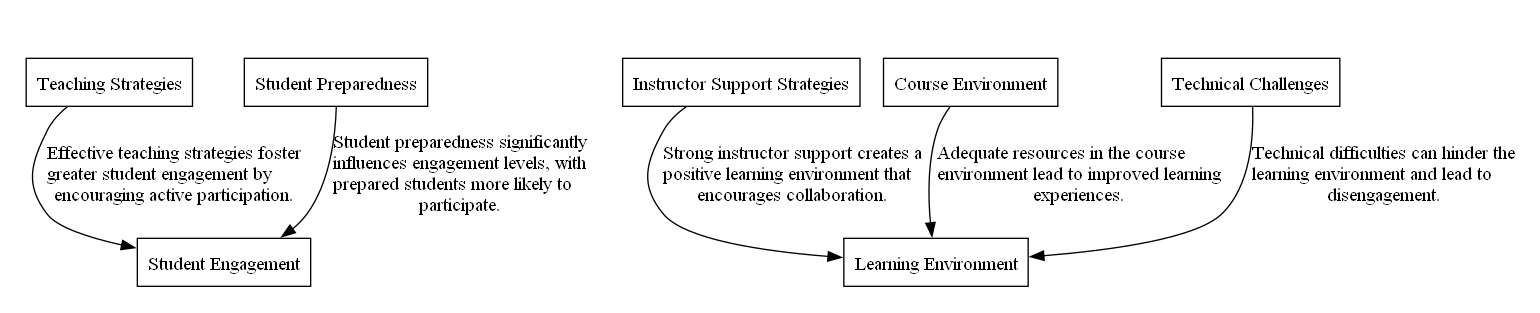 Teaching Strategies
Student Preparedness
Instructor Support Strategies
Course Environment
Technical Challenges
Effective teaching strategies foster
greater student engagement by
encouraging active participation.
Student preparedness significantly
influences engagement levels, with
prepared students more likely to
participate.
Strong instructor support creates a
positive learning environment that
encourages collaboration.
Adequate resources in the course
environment lead to improved learning
experiences.
Technical difficulties can hinder the
learning environment and lead to
disengagement.
Student Engagement
Learning Environment